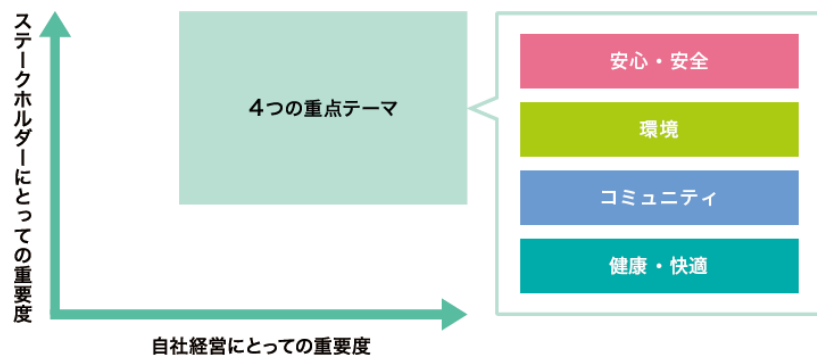 ステークホルダーにとっての重要度
4つの重点テーマ
安心・安全
環境
コミュニティ
健康・快適
自社経営にとっての重要度